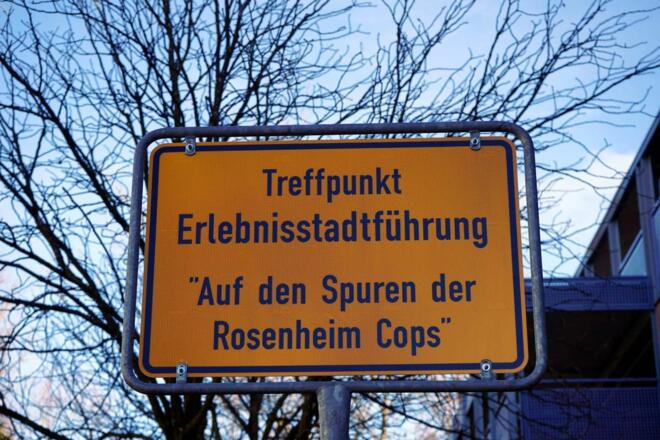 Treffpunkt
Erlebnisstadtführung
"Auf den Spuren der
Rosenheim Cops"